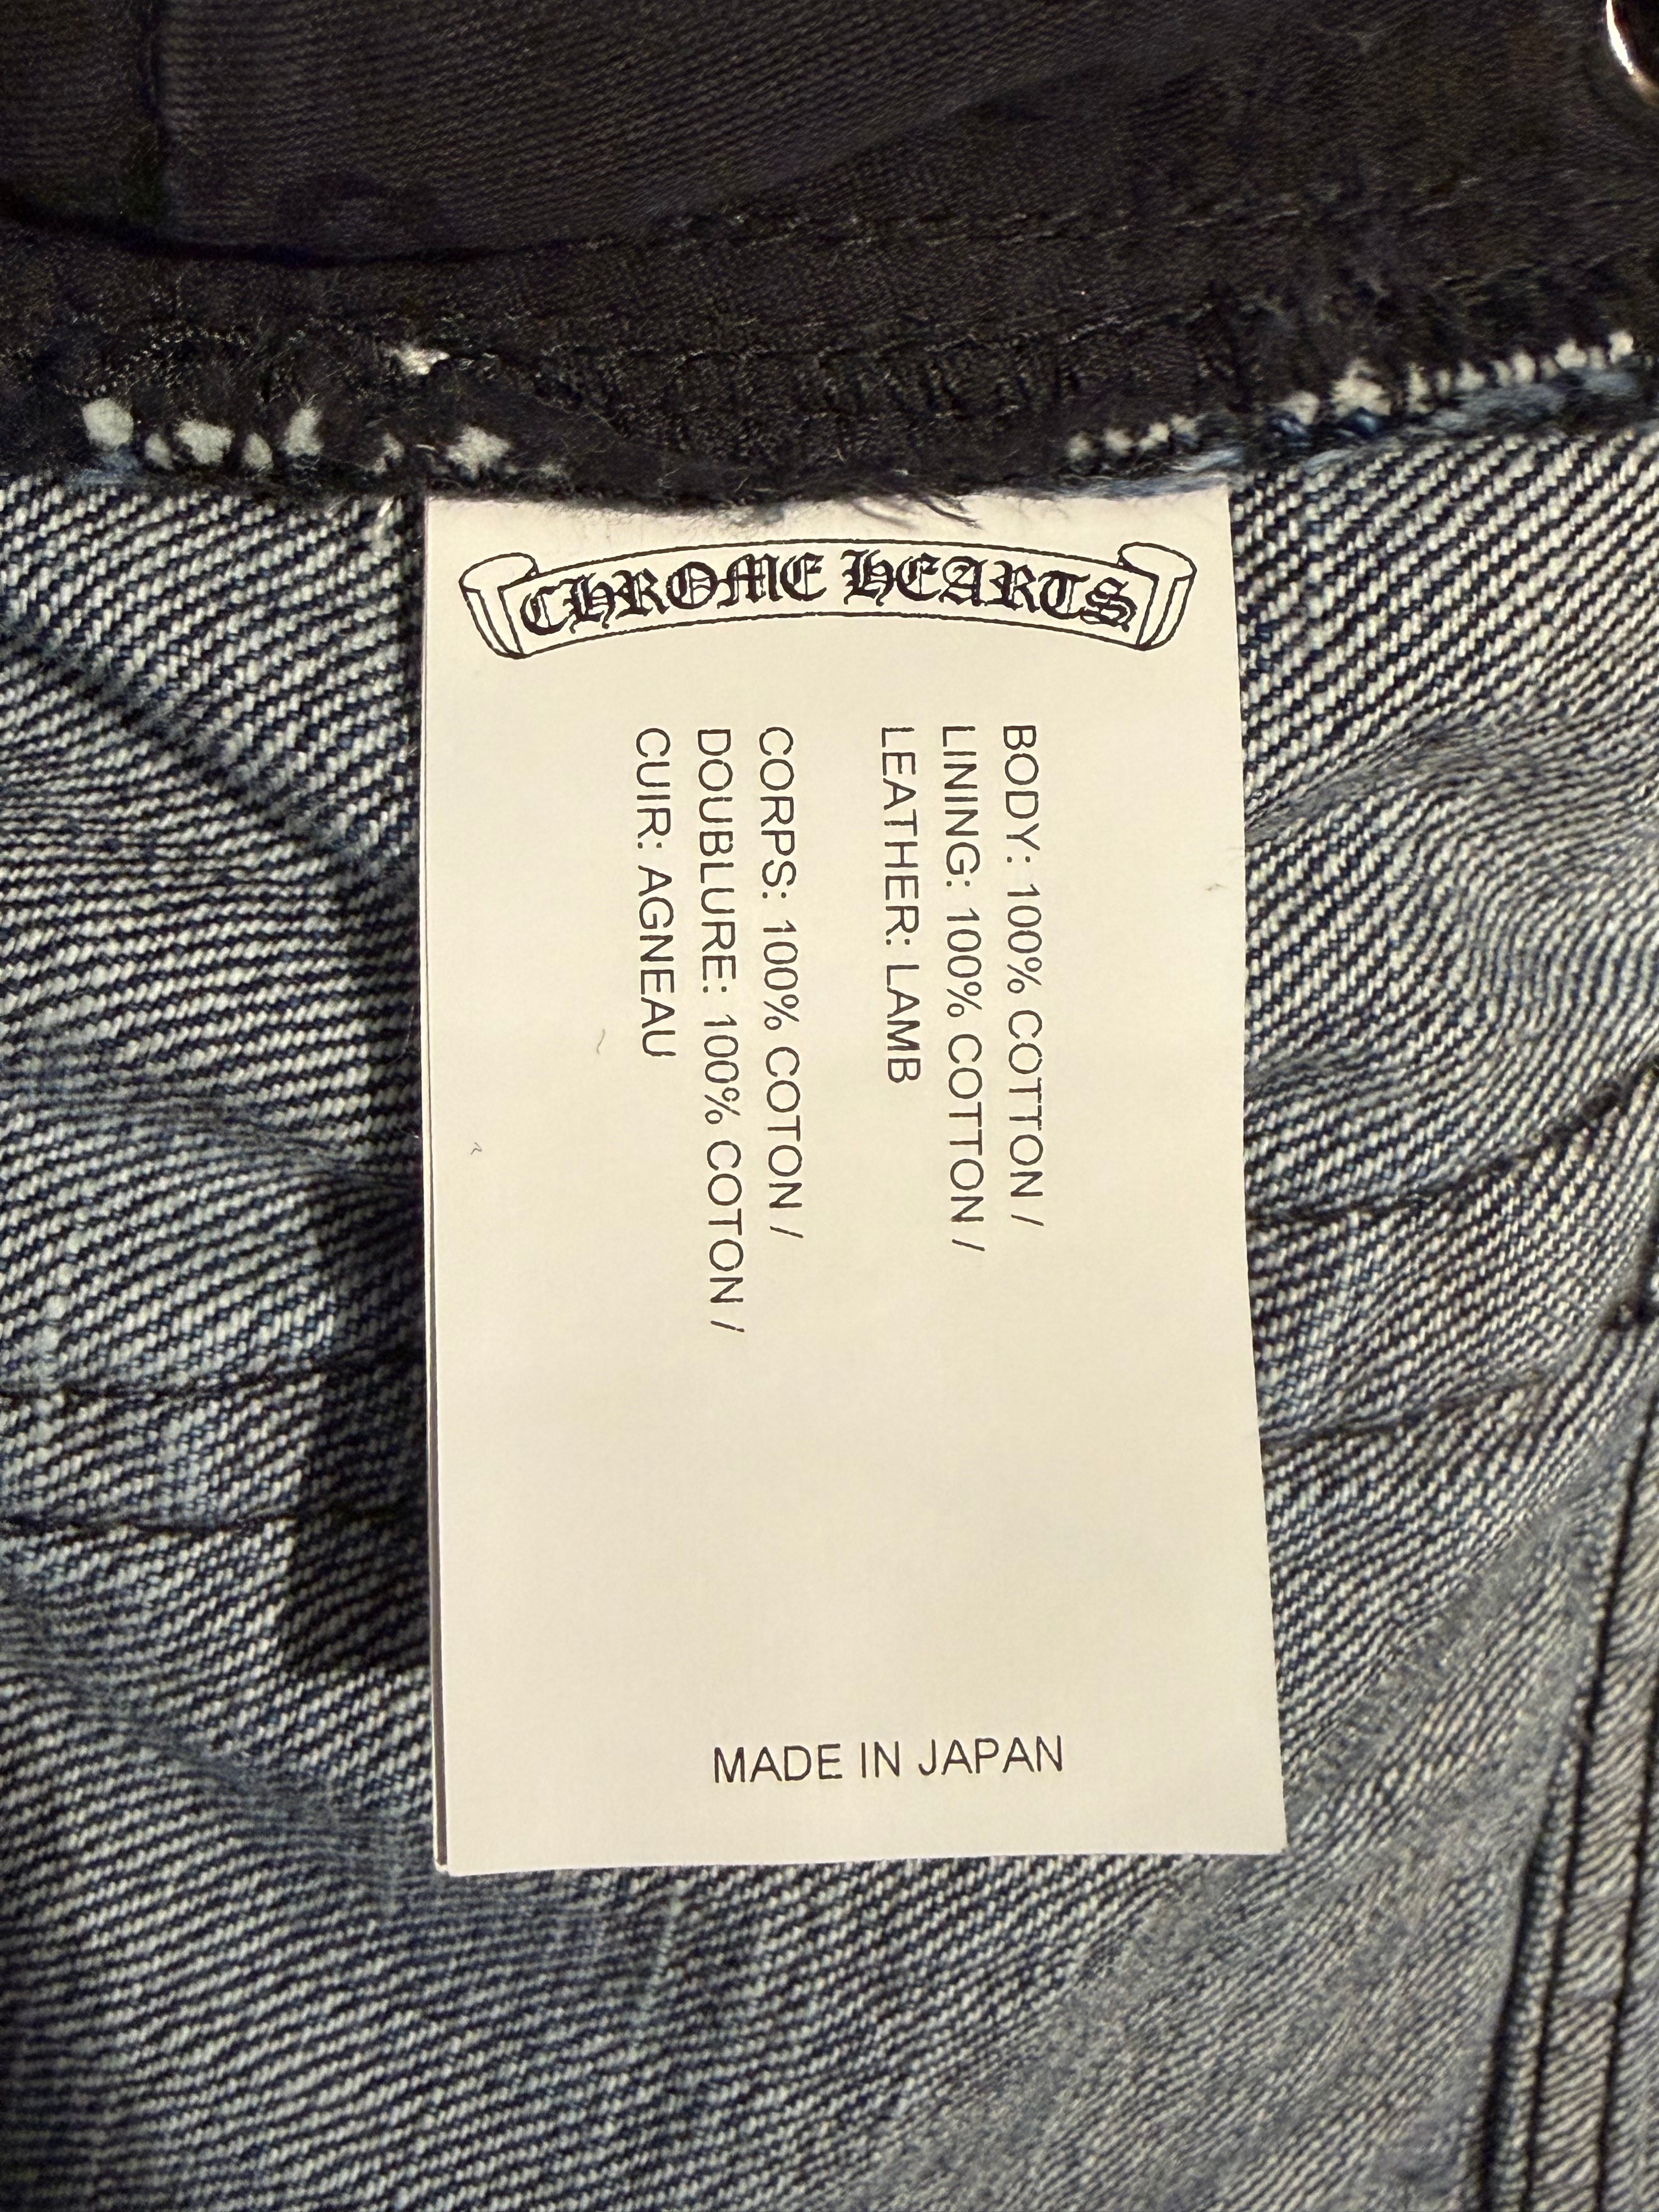 CHROME HEARTS
BODY: 100% COTTON /
LINING: 100% COTTON /
LEATHER: LAMB
CORPS: 100% COTON /
DOUBLURE: 100% COTON /
CUIR: AGNEAU
MADE IN JAPAN